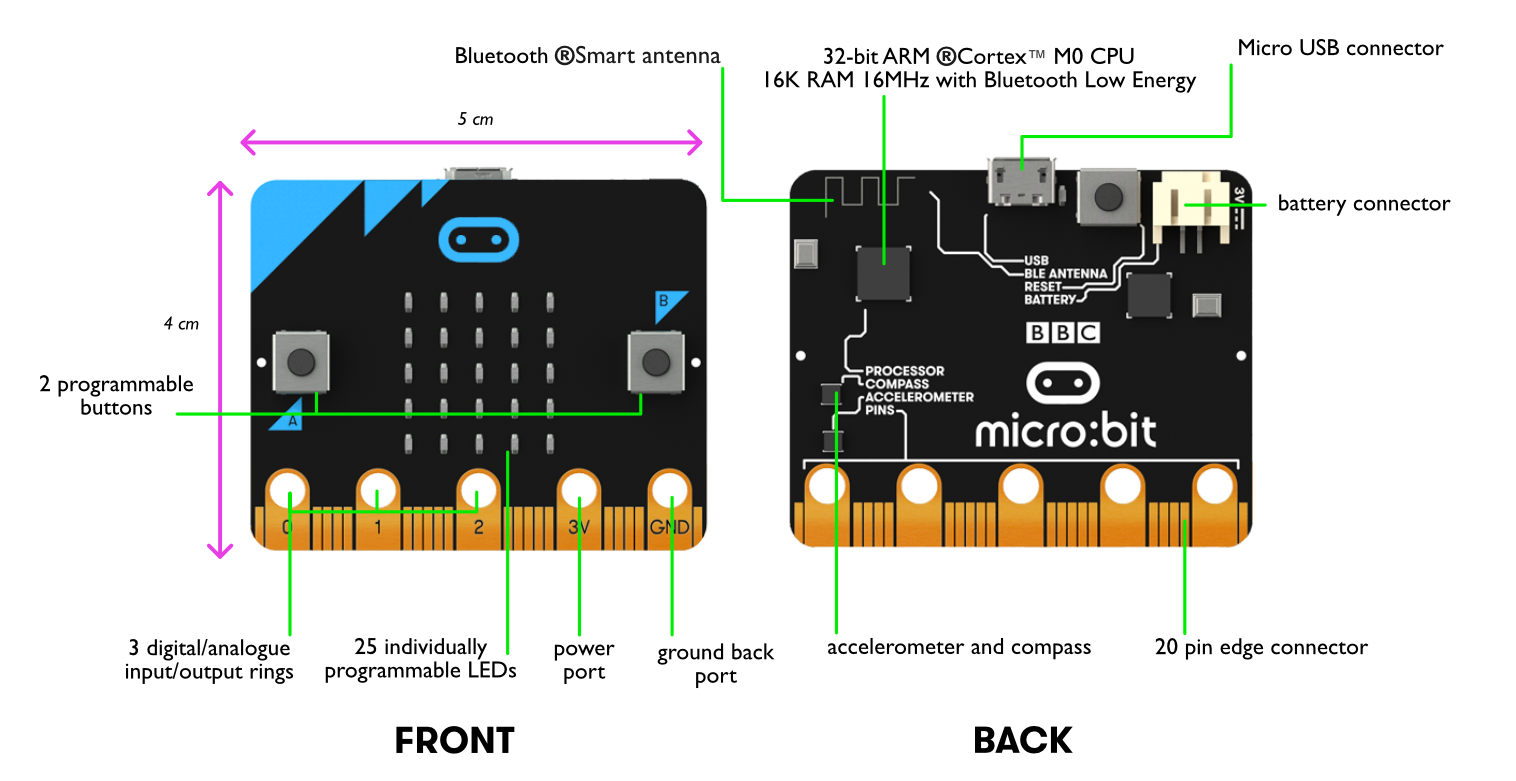 Bluetooth ®Smart antenna
32-bit ARM ®Cortex™ M0 CPU
16K RAM 16MHz with Bluetooth Low Energy
Micro USB connector
5 cm
4 cm
battery connector
3V
USB
BLE ANTENNA
RESET
BATTERY
B
BBC
2 programmable
buttons
A
PROCESSOR
COMPASS
ACCELEROMETER
PINS
micro:bit
0
1
2
3V
GND
3 digital/analogue
input/output rings
25 individually
programmable LEDs
power
port
ground back
port
accelerometer and compass
20 pin edge connector
FRONT
BACK